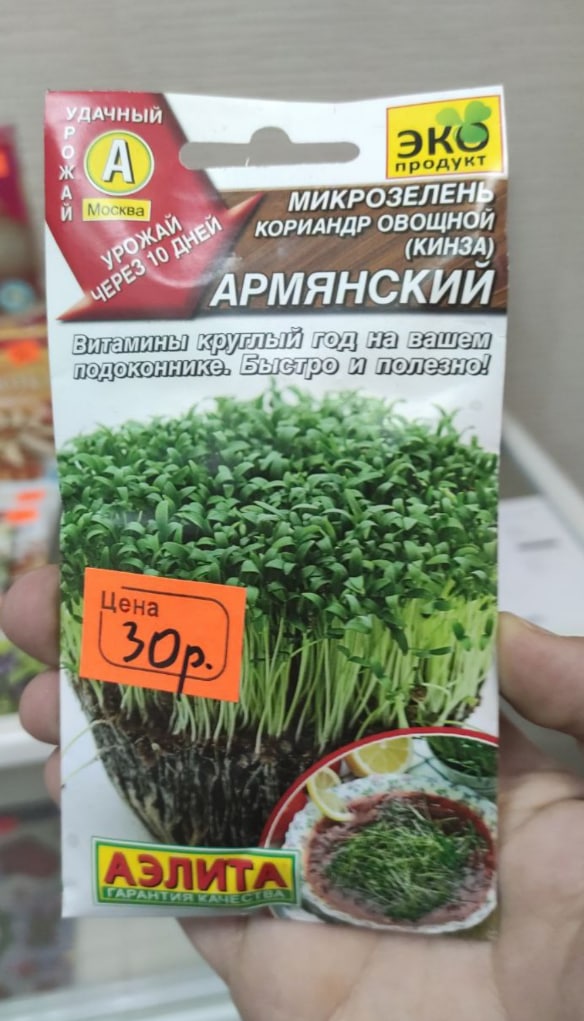 УДАЧНЫЙ
УРОЖАЙ
А
Москва
УРОЖАЙ
ЧЕРЕЗ 10 ДНЕЙ
ЭКО
продукт
МИКРОЗЕЛЕНЬ
КОРИАНДР ОВОЩНОЙ
(КИНЗА)
АРМЯНСКИЙ
Витамины круглый год на вашем
подоконнике. Быстро и полезно!
Цена
30р.
АЭЛИТА
ГАРАНТИЯ КАЧЕСТВА